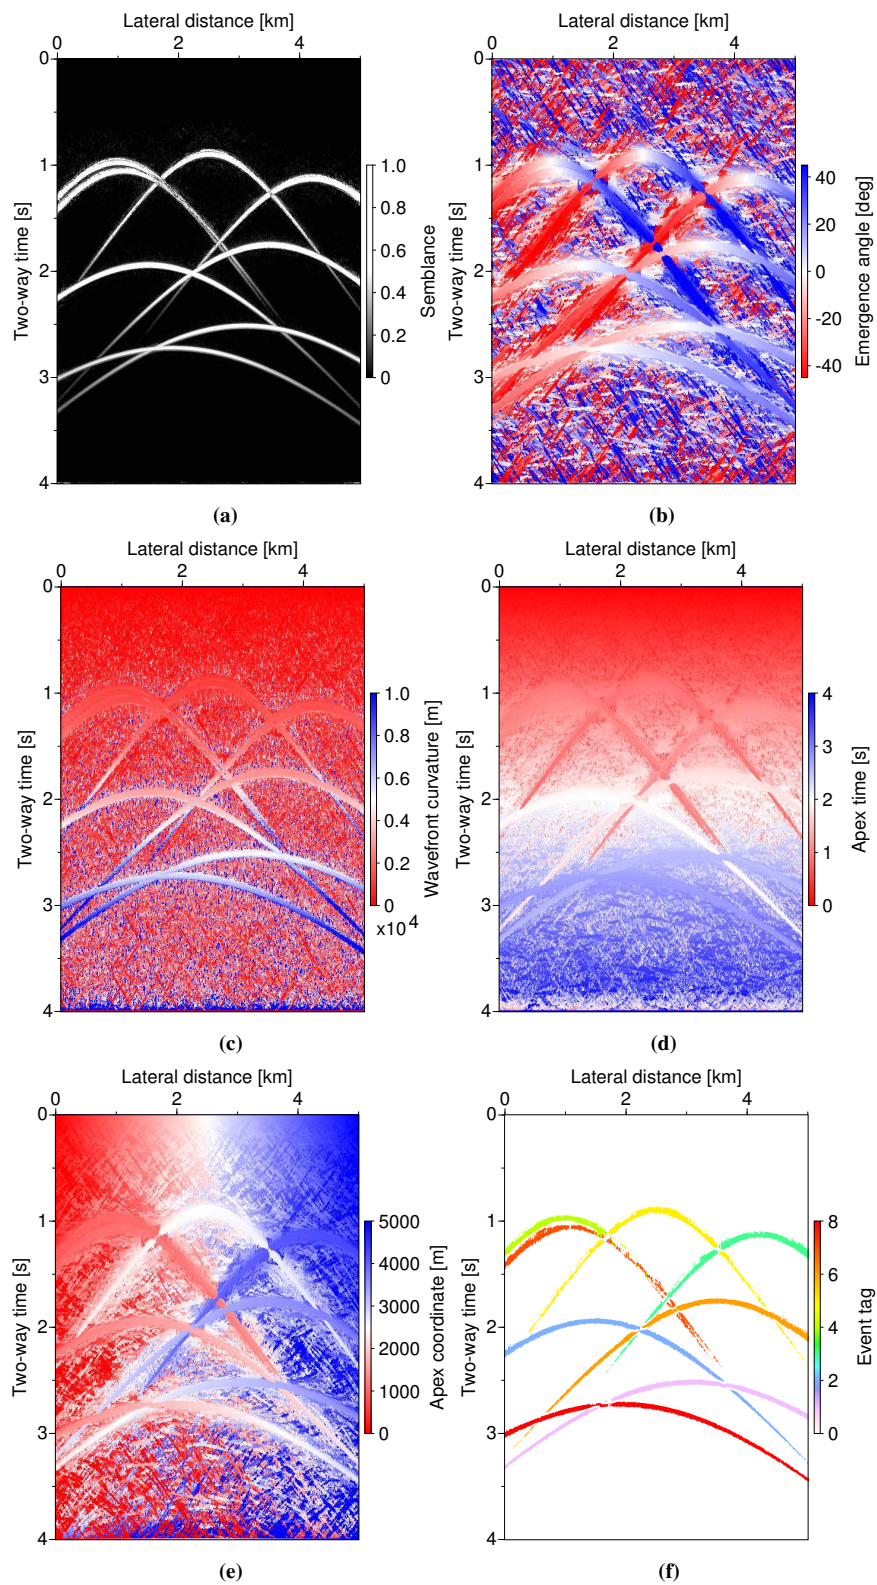 Lateral distance [km]
0 2 4
0
1
2
3
4
Two-way time [s]
1.0
0.8
0.6
0.4
0.2
0
Semblance
(a)
Lateral distance [km]
0 2 4
0
1
2
3
4
Two-way time [s]
40
20
0
-20
-40
Emergence angle [deg]
(b)
Lateral distance [km]
0 2 4
0
1
2
3
4
Two-way time [s]
1.0
0.8
0.6
0.4
0.2
0
x10^4
Wavefront curvature [m]
(c)
Lateral distance [km]
0 2 4
0
1
2
3
4
Two-way time [s]
4
3
2
1
0
Apex time [s]
(d)
Lateral distance [km]
0 2 4
0
1
2
3
4
Two-way time [s]
5000
4000
3000
2000
1000
0
Apex coordinate [m]
(e)
Lateral distance [km]
0 2 4
0
1
2
3
4
Two-way time [s]
8
6
4
2
0
Event tag
(f)